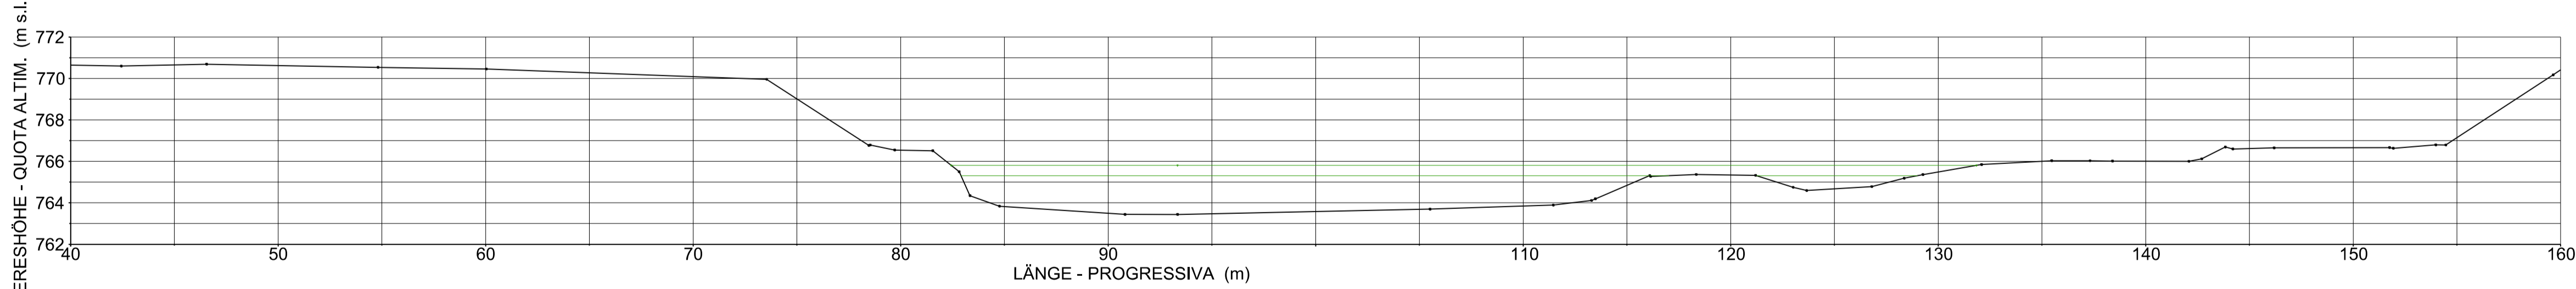 ERESHÖHE - QUOTA ALTIM. (m s.l.
772
770
768
766
764
762
40 50 60 70 80 90 110 120 130 140 150 160
LÄNGE - PROGRESSIVA (m)